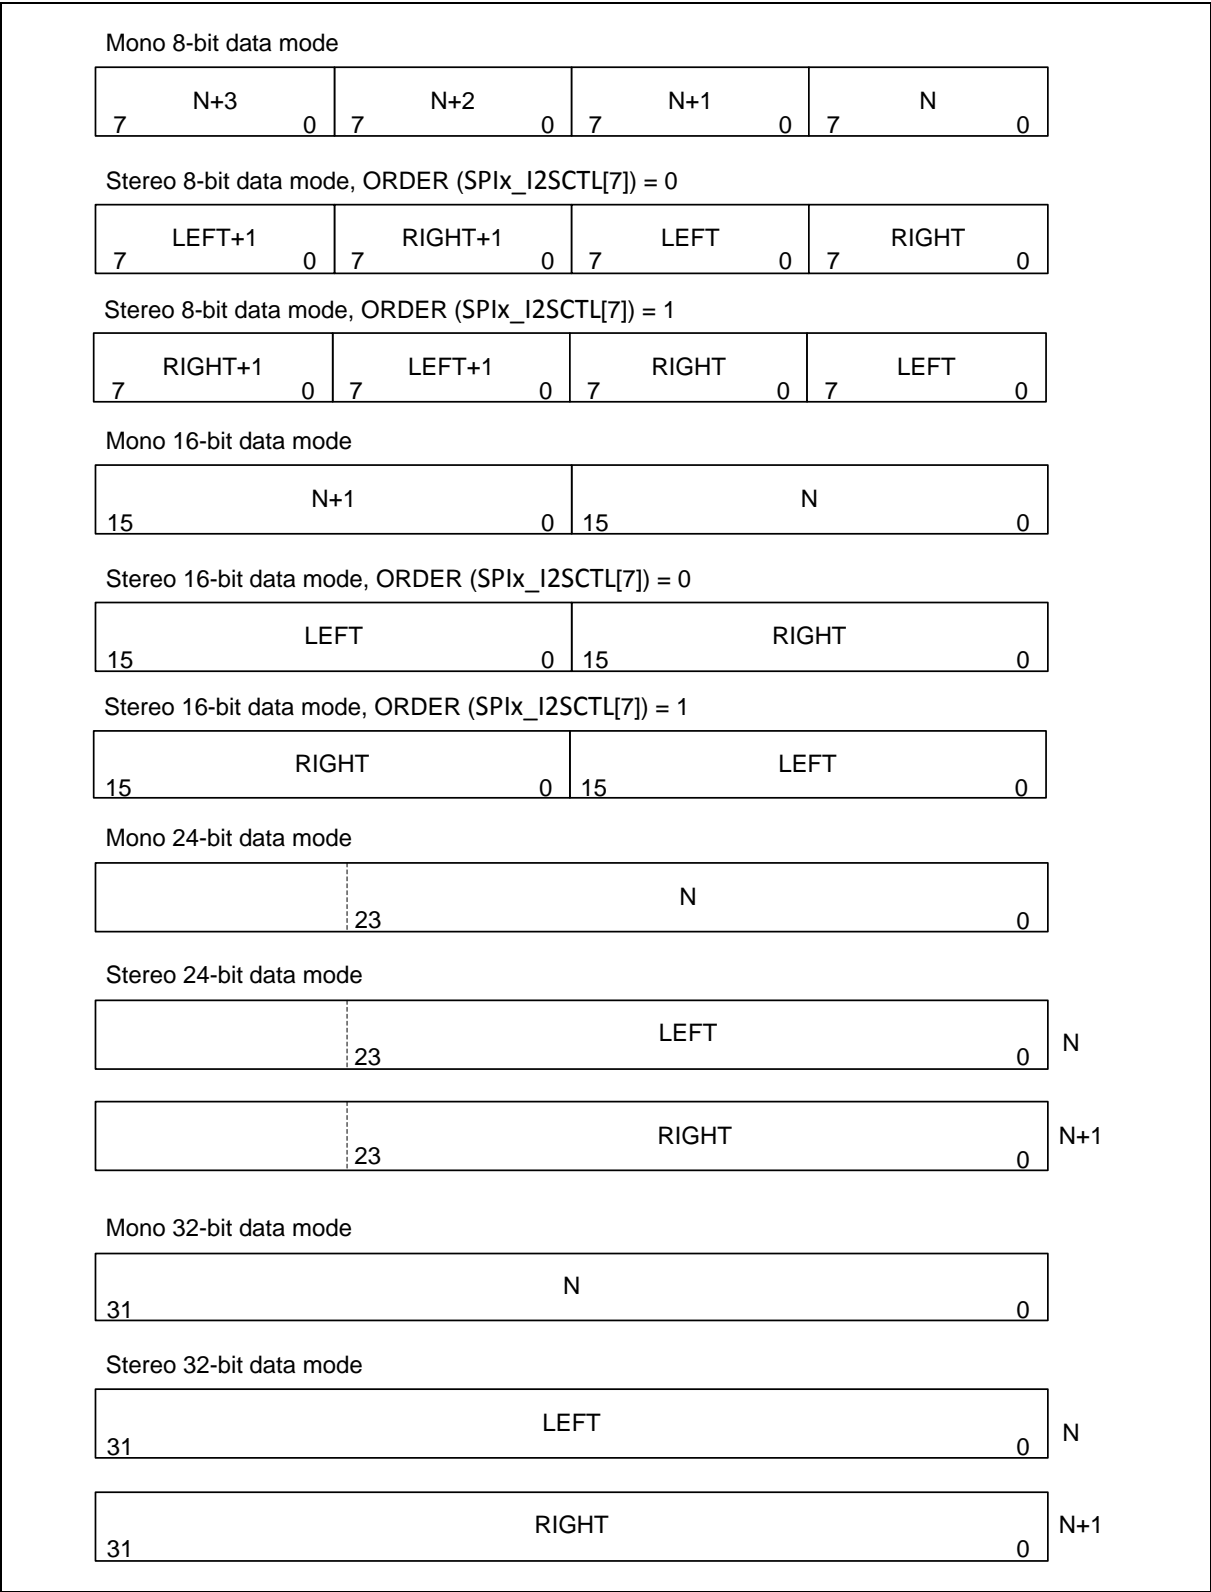 Mono 8-bit data mode
N+3 N+2 N+1 N
7 0 7 0 7 0 7 0
Stereo 8-bit data mode, ORDER (SPIx_I2SCTL[7]) = 0
LEFT+1 RIGHT+1 LEFT RIGHT
7 0 7 0 7 0 7 0
Stereo 8-bit data mode, ORDER (SPIx_I2SCTL[7]) = 1
RIGHT+1 LEFT+1 RIGHT LEFT
7 0 7 0 7 0 7 0
Mono 16-bit data mode
N+1 N
15 0 15 0
Stereo 16-bit data mode, ORDER (SPIx_I2SCTL[7]) = 0
LEFT RIGHT
15 0 15 0
Stereo 16-bit data mode, ORDER (SPIx_I2SCTL[7]) = 1
RIGHT LEFT
15 0 15 0
Mono 24-bit data mode
N
23 0
Stereo 24-bit data mode
LEFT N
23 0
RIGHT N+1
23 0
Mono 32-bit data mode
N
31 0
Stereo 32-bit data mode
LEFT N
31 0
RIGHT N+1
31 0